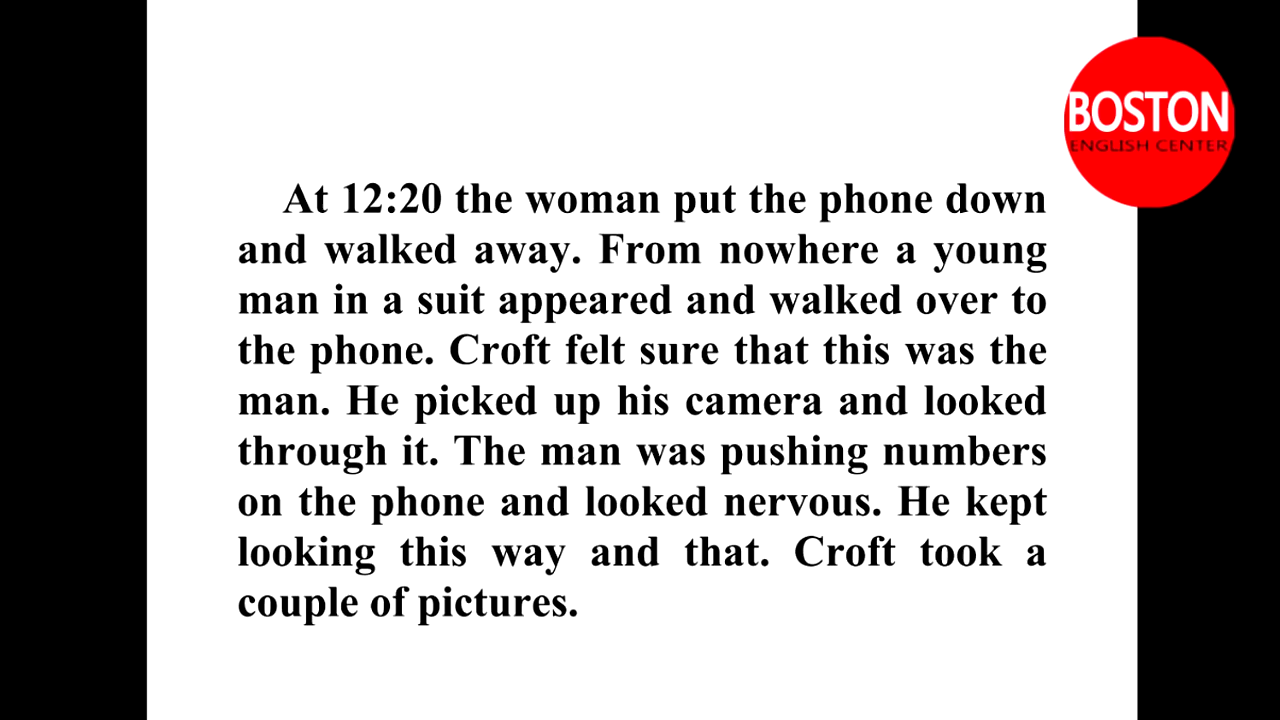 BOSTON
ENGLISH CENTER
At 12:20 the woman put the phone down
and walked away. From nowhere a young
man in a suit appeared and walked over to
the phone. Croft felt sure that this was the
man. He picked up his camera and looked
through it. The man was pushing numbers
on the phone and looked nervous. He kept
looking this way and that. Croft took a
couple of pictures.